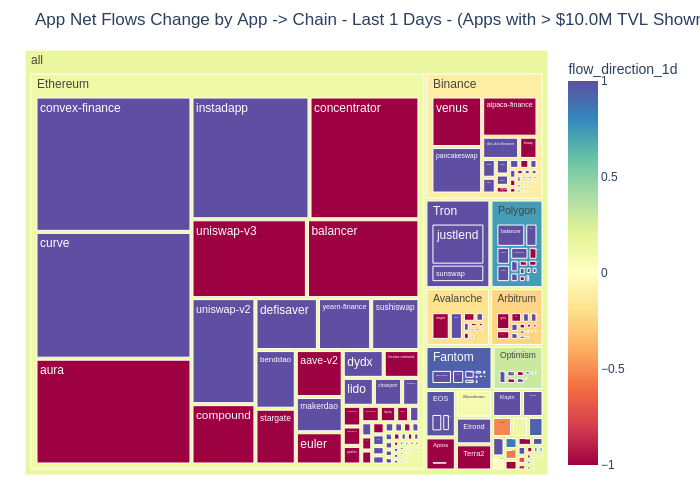 App Net Flows Change by App -> Chain - Last 1 Days - (Apps with > $10.0M TVL Shown
all
Ethereum
convex-finance
instadapp
concentrator
curve
uniswap-v3
balancer
uniswap-v2
defisaver
yearn-finance
sushiswap
aura
benddao
aave-v2
dydx
lido
chainport
compound
stargate
makerdao
euler
Binance
venus
alpaca-finance
pancakeswap
Tron
justlend
sunswap
Polygon
balancer
Avalanche
Arbitrum
Fantom
Optimism
EOS
Moonbeam
Klaytn
Elrond
Aptos
Terra2
flow_direction_1d
1
0.5
0
−0.5
−1